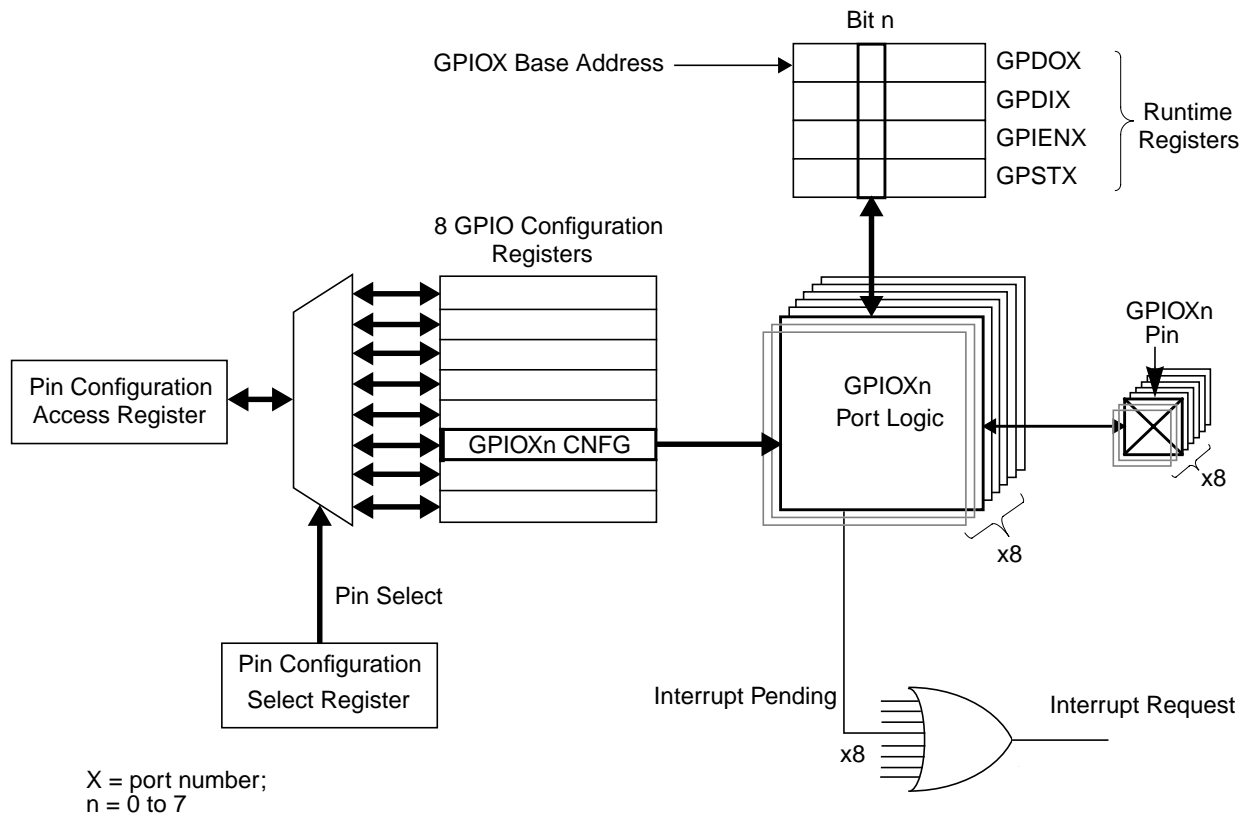 Bit n
GPIOX Base Address
GPDOX
GPDIX
GPIENX
GPSTX
Runtime
Registers
8 GPIO Configuration
Registers
GPIOXn
Pin
Pin Configuration
Access Register
GPIOXn CNFG
GPIOXn
Port Logic
x8
x8
Pin Select
Pin Configuration
Select Register
Interrupt Pending
Interrupt Request
x8
X = port number;
n = 0 to 7